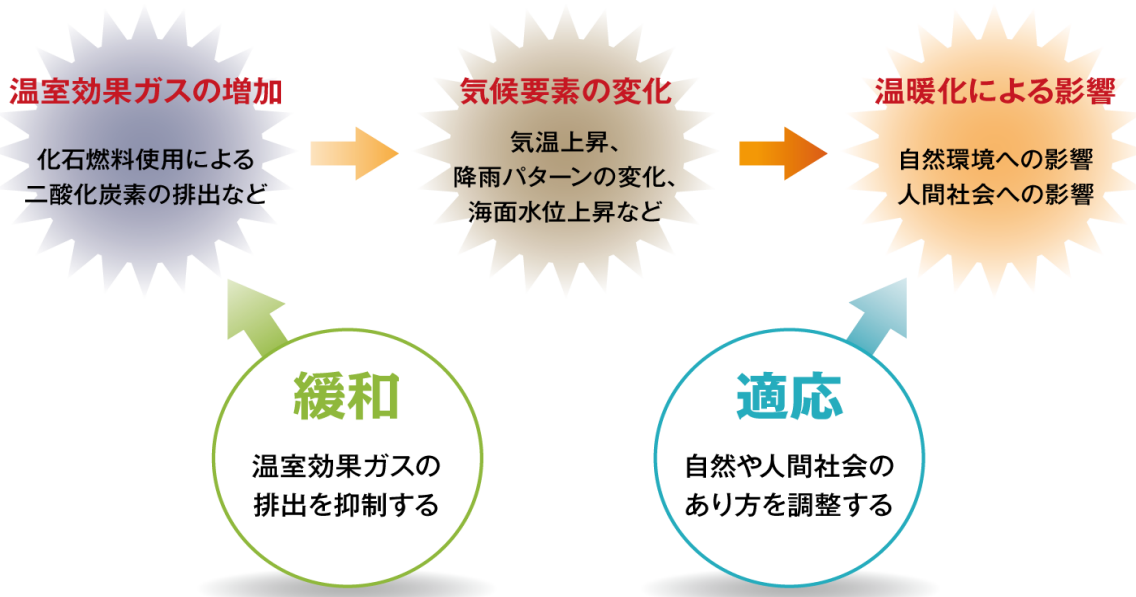 温室効果ガスの増加
化石燃料使用による
二酸化炭素の排出など
気候要素の変化
気温上昇、
降雨パターンの変化、
海面水位上昇など
温暖化による影響
自然環境への影響
人間社会への影響
緩和
温室効果ガスの
排出を抑制する
適応
自然や人間社会の
あり方を調整する